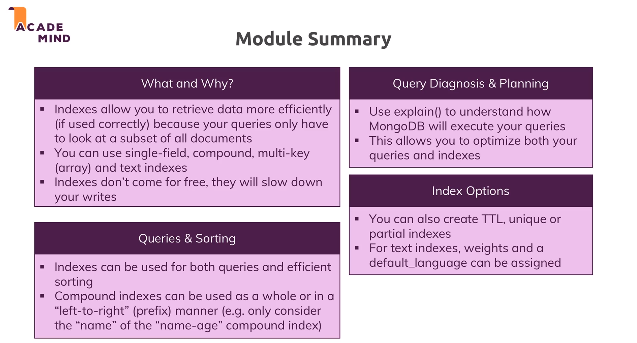 ACADE
MIND
Module Summary
What and Why?
▪ Indexes allow you to retrieve data more efficiently
(if used correctly) because your queries only have
to look at a subset of all documents
▪ You can use single-field, compound, multi-key
(array) and text indexes
▪ Indexes don’t come for free, they will slow down
your writes
Queries & Sorting
▪ Indexes can be used for both queries and efficient
sorting
▪ Compound indexes can be used as a whole or in a
“left-to-right” (prefix) manner (e.g. only consider
the “name” of the “name-age” compound index)
Query Diagnosis & Planning
▪ Use explain() to understand how
MongoDB will execute your queries
▪ This allows you to optimize both your
queries and indexes
Index Options
▪ You can also create TTL, unique or
partial indexes
▪ For text indexes, weights and a
default_language can be assigned